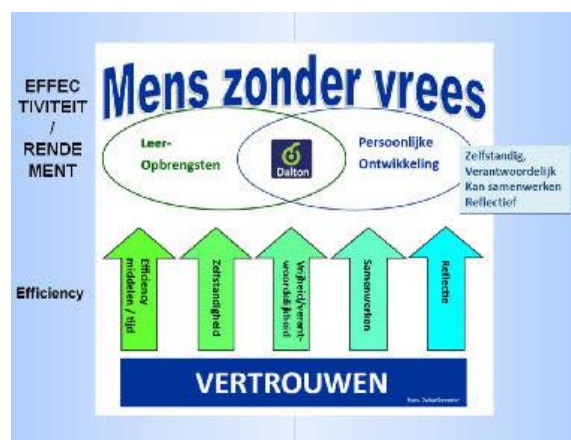 EFFEC
TIVITEIT
/
RENDE
MENT
Mens zonder vrees
Leer-
Opbrengsten
Dalton
Persoonlijke
Ontwikkeling
Zelfstandig,
Verantwoordelijk
Kan samenwerken
Reflectief
Efficiency
Efficiency
middelen / tijd
Zelfstandigheid
Vrijheid/verant-
woordelijkheid
Samenwerken
Reflectie
VERTROUWEN